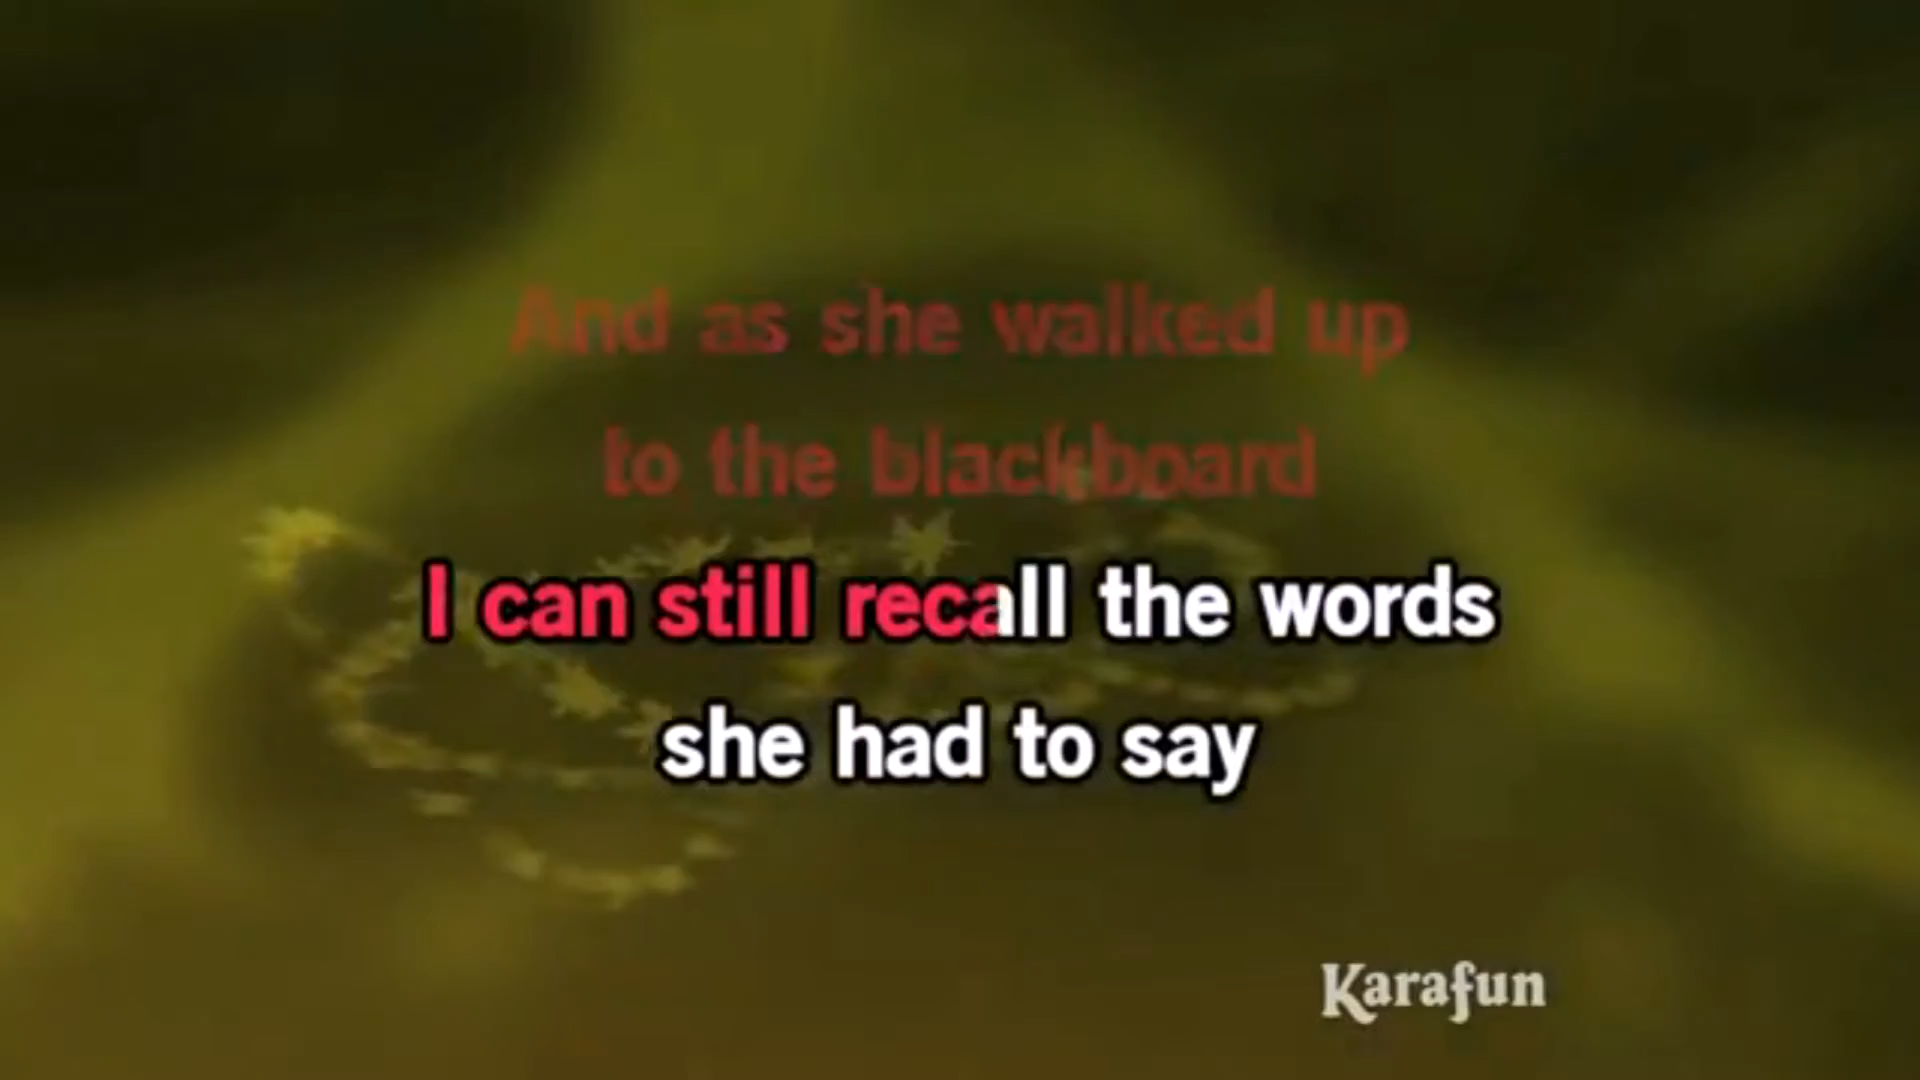 And as she walked up
to the blackboard
I can still recall the words
she had to say
Karafun